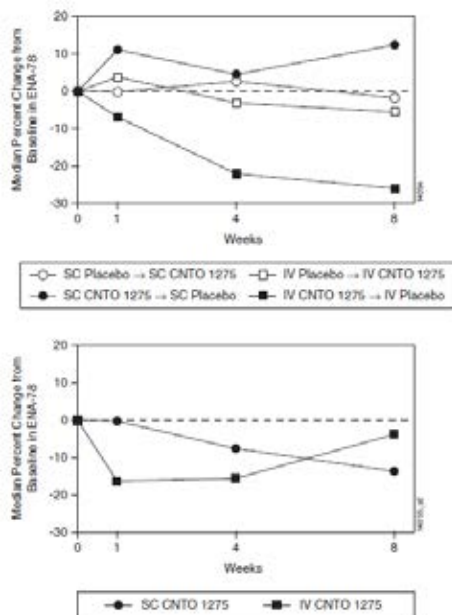 20
10
0
-10
-20
-30
Median Percent Change from
Baseline in ENA-78
0 1 4 8
Weeks
SC Placebo → SC CNTO 1275 IV Placebo → IV CNTO 1275
SC CNTO 1275 → SC Placebo IV CNTO 1275 → IV Placebo
20
10
0
-10
-20
-30
Median Percent Change from
Baseline in ENA-78
0 1 4 8
Weeks
SC CNTO 1275 IV CNTO 1275